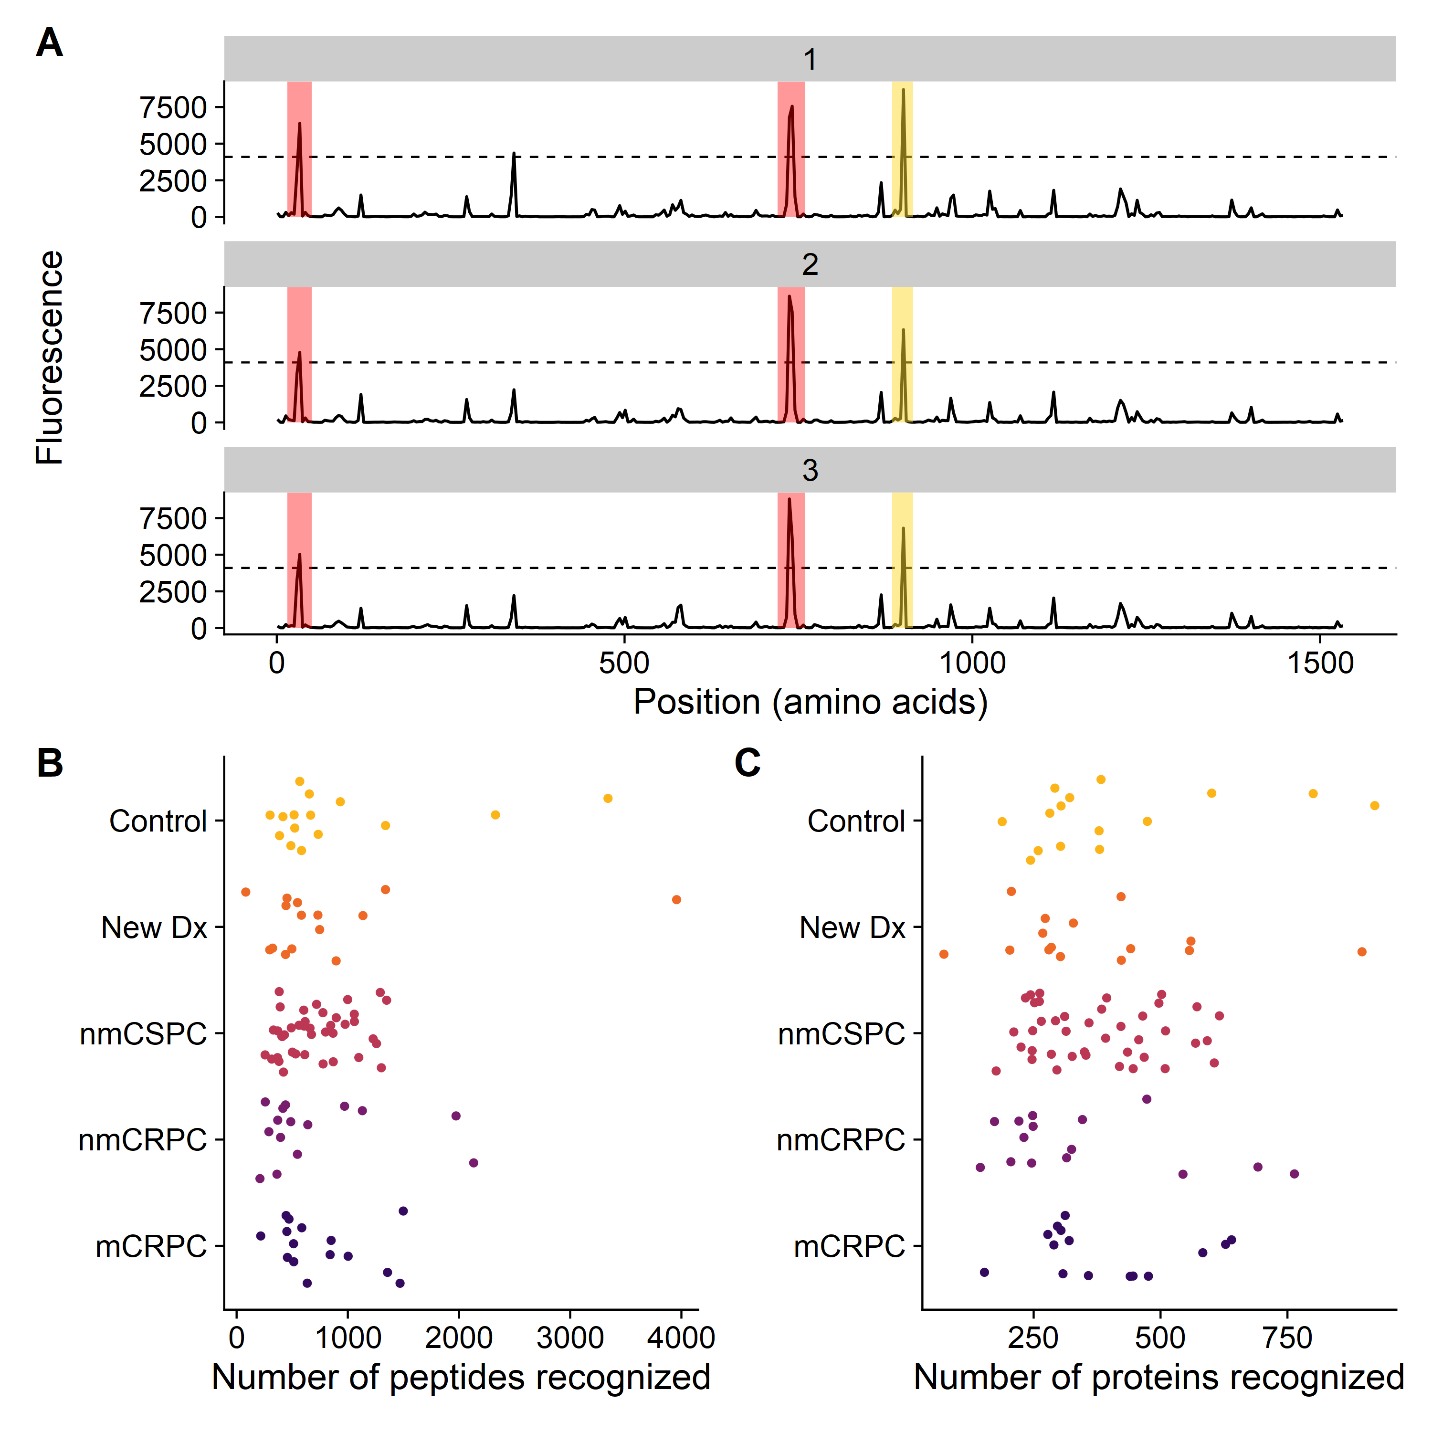 A
1
7500
5000
2500
0
2
7500
5000
2500
0
3
7500
5000
2500
0
Fluorescence
0 500 1000 1500
Position (amino acids)
B
Control
New Dx
nmCSPC
nmCRPC
mCRPC
0 1000 2000 3000 4000
Number of peptides recognized
C
Control
New Dx
nmCSPC
nmCRPC
mCRPC
250 500 750
Number of proteins recognized